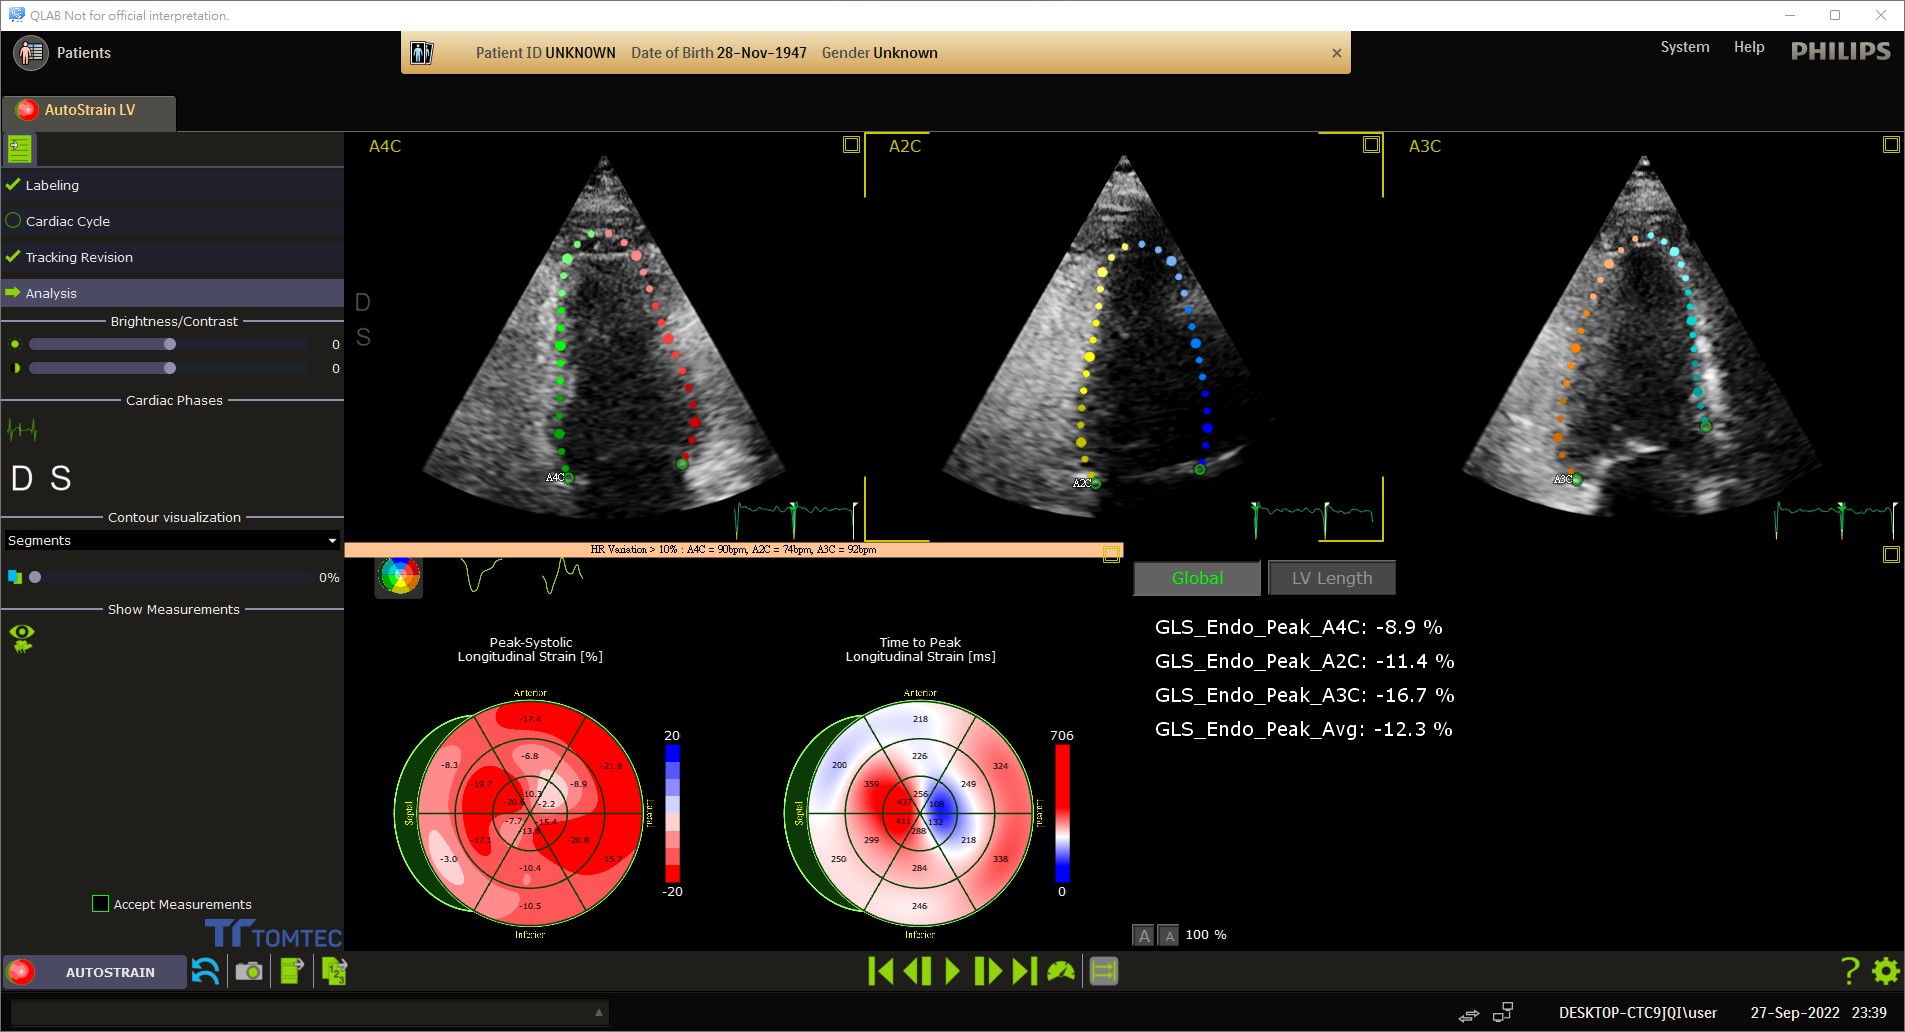 QLAB Not for official interpretation.
Patients
Patient ID UNKNOWN Date of Birth 28-Nov-1947 Gender Unknown
System Help PHILIPS
AutoStrain LV
Labeling
Cardiac Cycle
Tracking Revision
Analysis
Brightness/Contrast
0
0
Cardiac Phases
D S
Contour visualization
Segments
0%
Show Measurements
Accept Measurements
TOMTEC
A4C
D
S
A4C
A2C
A2C
A3C
A3C
HR Variation > 10% : A4C = 90bpm, A2C = 74bpm, A3C = 92bpm
Peak-Systolic
Longitudinal Strain [%]
Anterior
-17.4
-8.3
-6.8
-21.8
-19.7
-8.9
-10.3
-20.8
-2.2
-7.7
-15.4
-13.6
-17.1
-20.8
-3.0
-15.7
-10.4
-10.5
Septal
Lateral
Inferior
20
-20
Time to Peak
Longitudinal Strain [ms]
Anterior
218
200
226
324
359
249
256
437
108
411
132
288
299
218
250
338
284
246
Septal
Lateral
Inferior
706
0
Global
LV Length
GLS_Endo_Peak_A4C: -8.9 %
GLS_Endo_Peak_A2C: -11.4 %
GLS_Endo_Peak_A3C: -16.7 %
GLS_Endo_Peak_Avg: -12.3 %
A A 100 %
AUTOSTRAIN
123
?
DESKTOP-CTC9JQI\user 27-Sep-2022 23:39